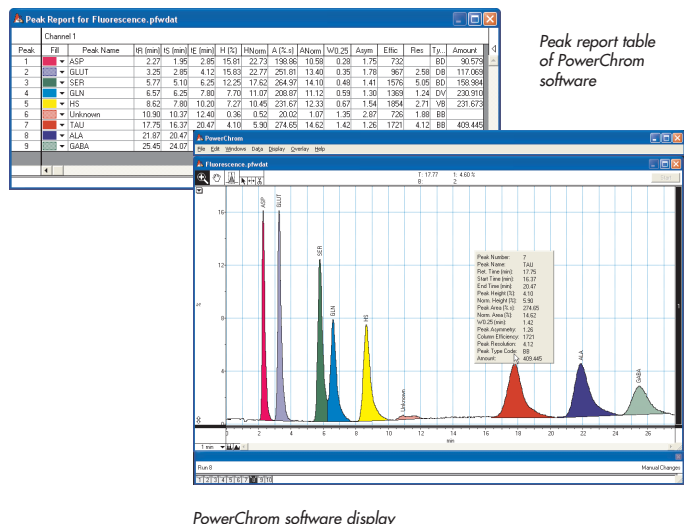 Peak Report for Fluorescence.pfwdat
Channel 1
Peak Fill Peak Name tR (min) tS (min) tE (min) H (%) HNorm A (%.s) ANorm W0.25 Asym Effic Res Ty... Amount
1 ASP 2.27 1.95 2.85 15.81 22.73 198.86 10.58 0.28 1.75 732 BD 90.579
2 GLUT 3.25 2.85 4.12 15.83 22.77 251.81 13.40 0.35 1.78 967 2.58 DB 117.069
3 SER 5.77 5.10 6.25 12.25 17.62 264.97 14.10 0.48 1.41 1576 5.05 BD 158.984
4 GLN 6.57 6.25 7.80 7.70 11.07 208.87 11.12 0.59 1.30 1369 1.24 DV 230.910
5 HS 8.62 7.80 10.20 7.27 10.45 231.67 12.33 0.67 1.54 1854 2.71 VB 231.673
6 Unknown 10.90 10.37 12.40 0.36 0.52 20.02 1.07 1.35 2.87 726 1.88 BB
7 TAU 17.75 16.37 20.47 4.10 5.90 274.65 14.62 1.42 1.26 1721 4.12 BB 409.445
8 ALA 21.87 20.47
9 GABA 25.45 24.07
Peak report table
of PowerChrom
software
PowerChrom
File Edit Windows Data Display Overlay Help
Fluorescence.pfwdat
T: 17.77 1: 4.60 %
B: 2:
Start
16
12
8
4
ASP
GLUT
SER
GLN
HS
Unknown
ALA
GABA
Peak Number: 7
Peak Name: TAU
Ret. Time (min): 17.75
Start Time (min): 16.37
End Time (min): 20.47
Peak Height (%): 4.10
Norm. Height (%): 5.90
Peak Area (%.s): 274.65
Norm. Area (%): 14.62
W0.25 (min): 1.42
Peak Asymmetry: 1.26
Column Efficiency: 1721
Peak Resolution: 4.12
Peak Type Code: BB
Amount: 409.445
2 4 6 8 10 12 14 16 18 20 22 24 26
min
1 min
Run 8
Manual Changes
1 2 3 4 5 6 7 8 9 10
PowerChrom software display